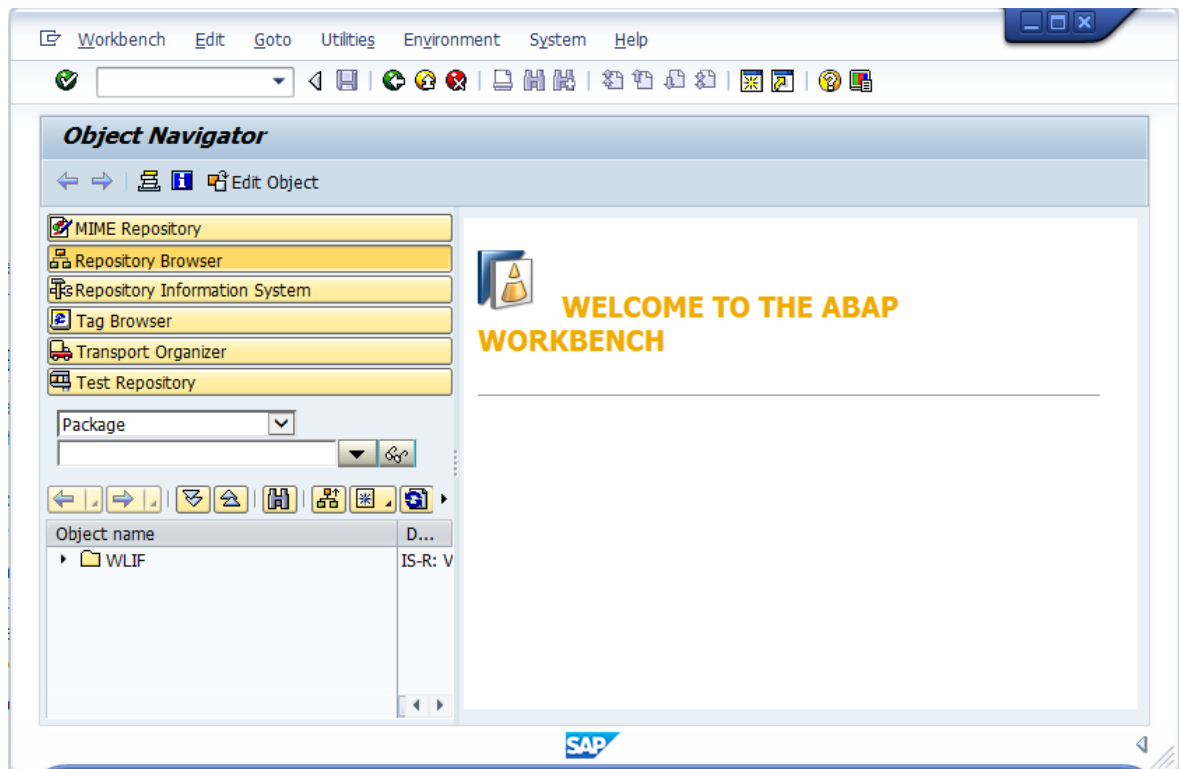 Workbench Edit Goto Utilities Environment System Help
Object Navigator
Edit Object
MIME Repository
Repository Browser
Repository Information System
Tag Browser
Transport Organizer
Test Repository
Package
Object name D...
WLIF IS-R: V
WELCOME TO THE ABAP
WORKBENCH
SAP